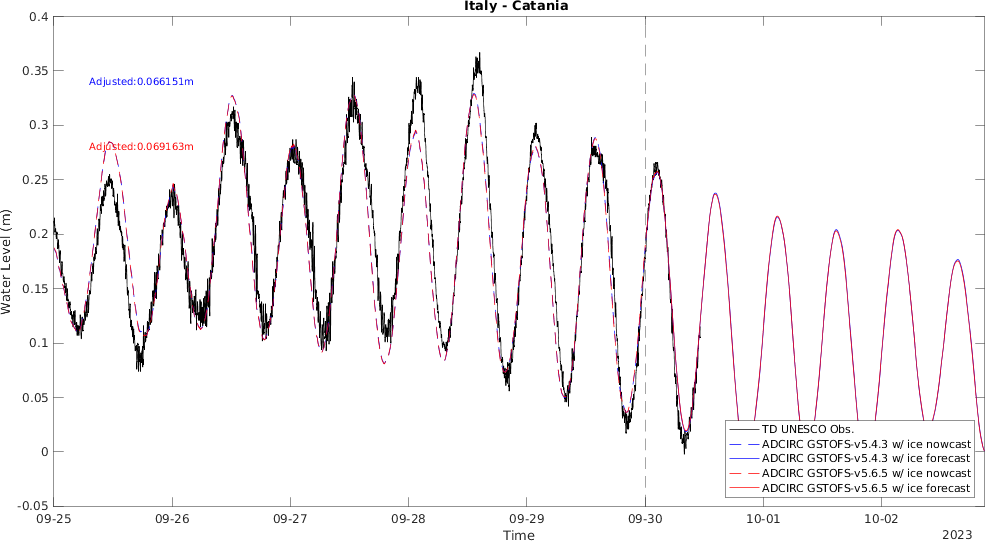 Italy - Catania
0.4
0.35
0.3
0.25
0.2
0.15
0.1
0.05
0
-0.05
Water Level (m)
Adjusted:0.066151m
Adjusted:0.069163m
TD UNESCO Obs.
ADCIRC GSTOFS-v5.4.3 w/ ice nowcast
ADCIRC GSTOFS-v5.4.3 w/ ice forecast
ADCIRC GSTOFS-v5.6.5 w/ ice nowcast
ADCIRC GSTOFS-v5.6.5 w/ ice forecast
09-25 09-26 09-27 09-28 09-29 09-30 10-01 10-02
Time
2023